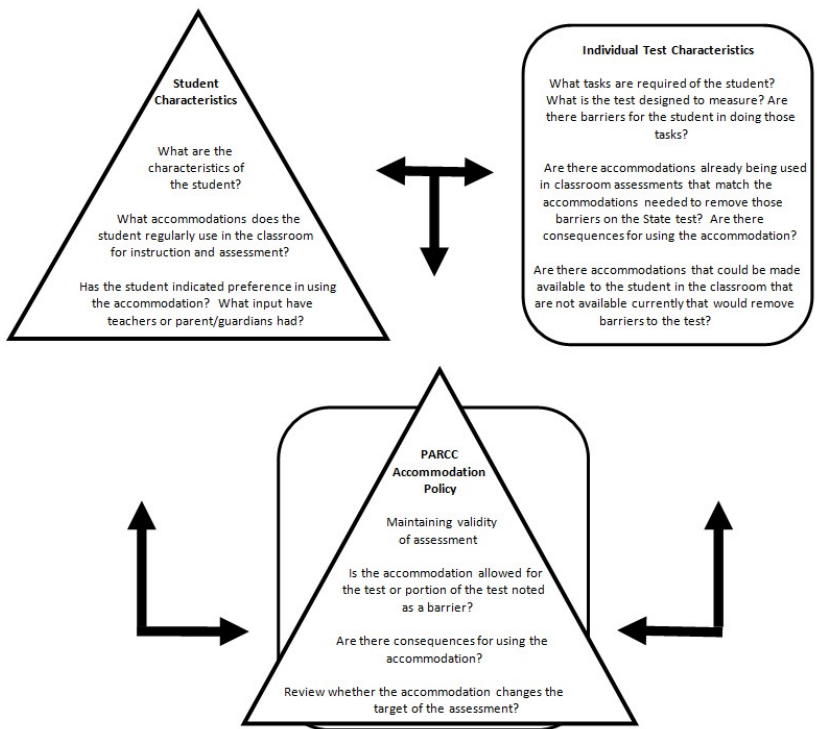 Student
Characteristics
What are the
characteristics of
the student?
What accommodations does the
student regularly use in the classroom
for instruction and assessment?
Has the student indicated preference in using
the accommodation? What input have
teachers or parent/guardians had?
Individual Test Characteristics
What tasks are required of the student?
What is the test designed to measure? Are
there barriers for the student in doing those
tasks?
Are there accommodations already being used
in classroom assessments that match the
accommodations needed to remove those
barriers on the State test? Are there
consequences for using the accommodation?
Are there accommodations that could be made
available to the student in the classroom that
are not available currently that would remove
barriers to the test?
PARCC
Accommodation
Policy
Maintaining validity
of assessment
Is the accommodation allowed for
the test or portion of the test noted
as a barrier?
Are there consequences for using the
accommodation?
Review whether the accommodation changes the
target of the assessment?